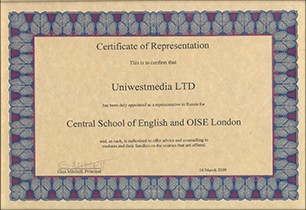 Certificate of Representation
This is to confirm that
Uniwestmedia LTD
has been duly appointed as a representative in Russia for
Central School of English and OISE London
and, as such, is authorised to offer advice and counselling to
students and their families on the courses that are offered.
Mitchell, Principal
14 March